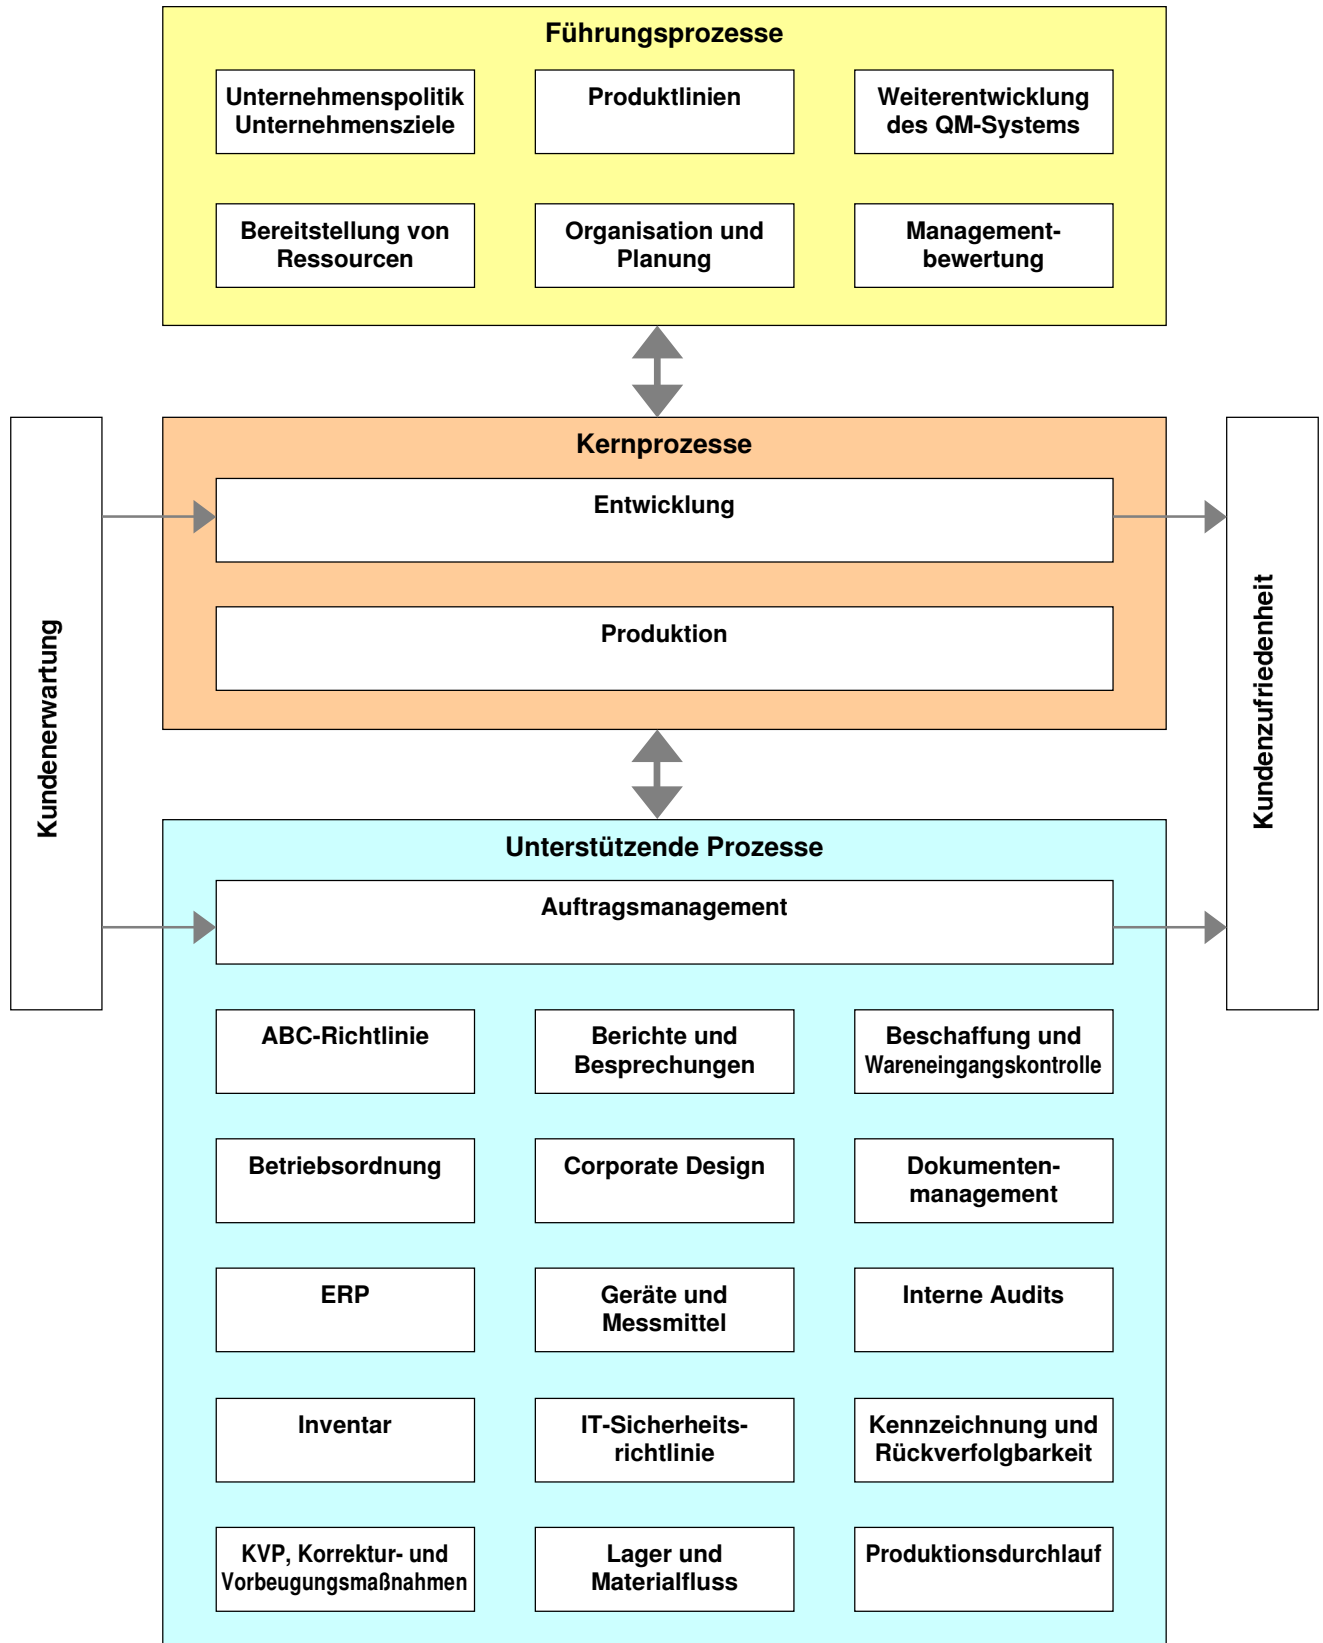 Führungsprozesse
Unternehmenspolitik
Unternehmensziele
Produktlinien
Weiterentwicklung
des QM-Systems
Bereitstellung von
Ressourcen
Organisation und
Planung
Management-
bewertung
Kundenerwartung
Kernprozesse
Entwicklung
Produktion
Kundenzufriedenheit
Unterstützende Prozesse
Auftragsmanagement
ABC-Richtlinie
Berichte und
Besprechungen
Beschaffung und
Wareneingangskontrolle
Betriebsordnung
Corporate Design
Dokumenten-
management
ERP
Geräte und
Messmittel
Interne Audits
Inventar
IT-Sicherheits-
richtlinie
Kennzeichnung und
Rückverfolgbarkeit
KVP, Korrektur- und
Vorbeugungsmaßnahmen
Lager und
Materialfluss
Produktionsdurchlauf